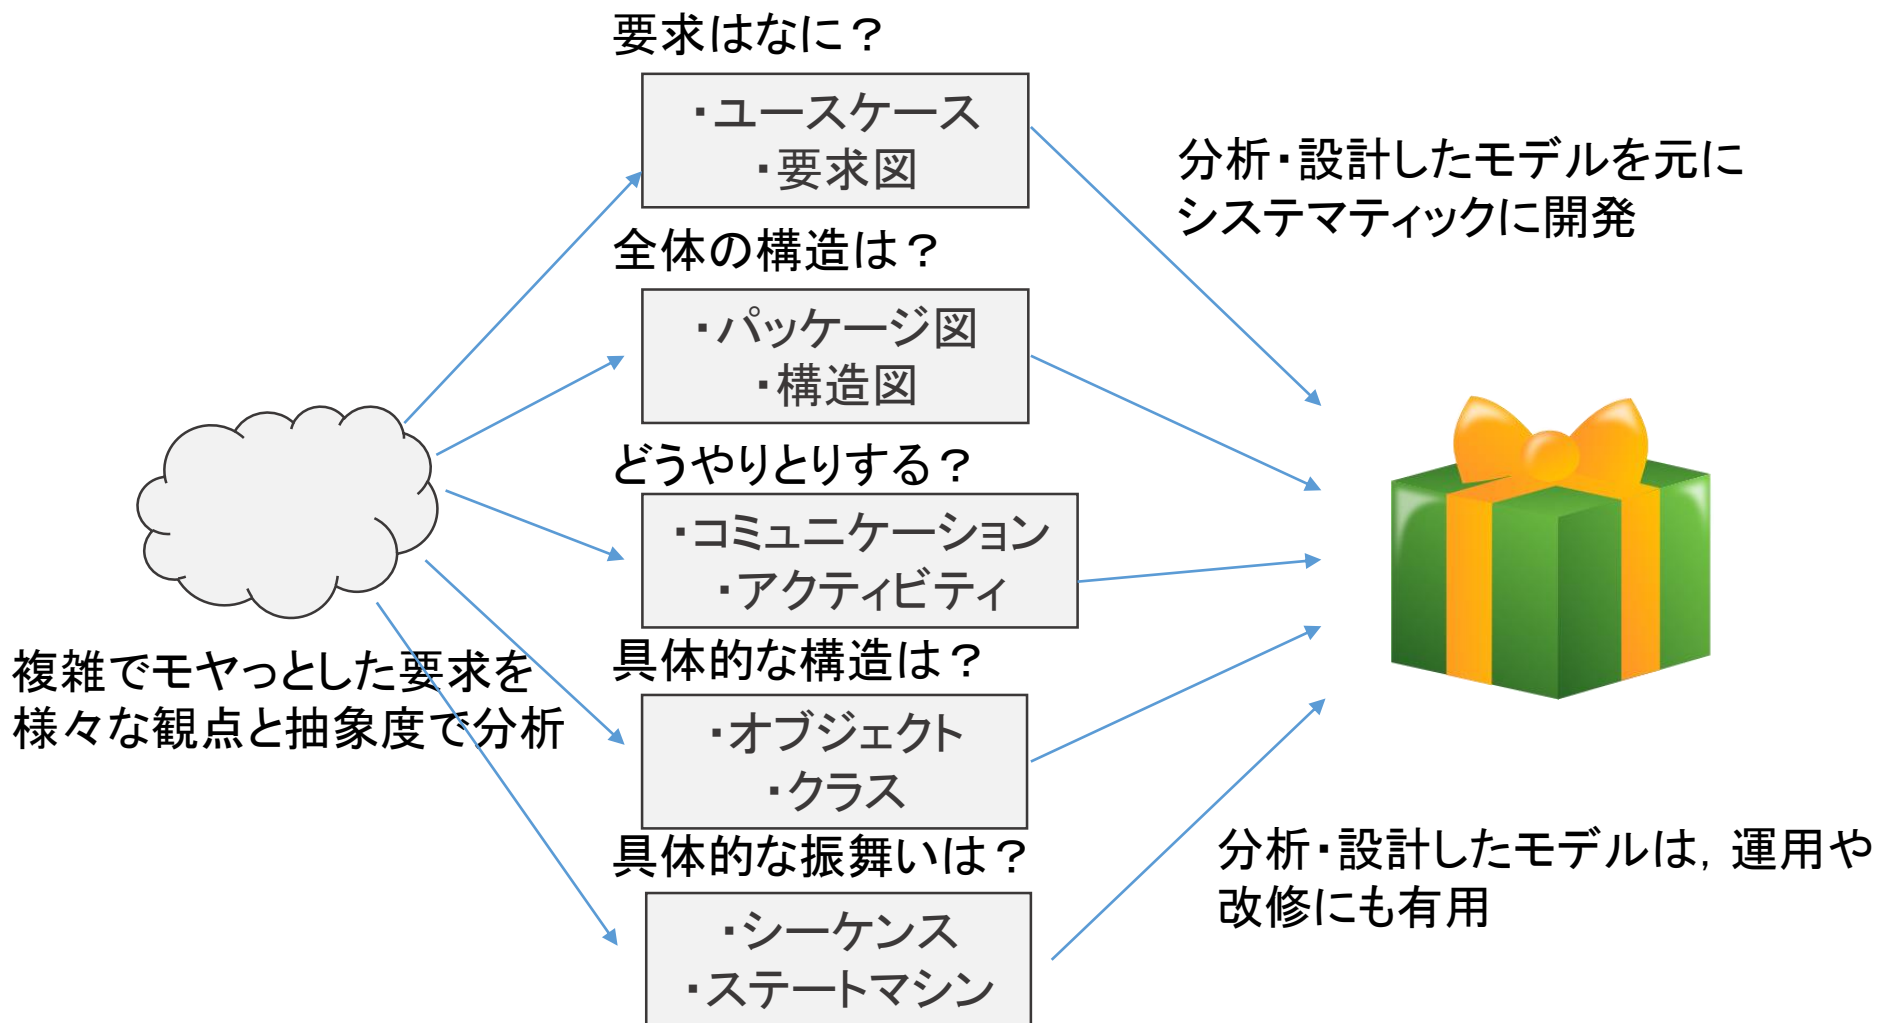 要求はなに？
・ユースケース
・要求図
全体の構造は？
・パッケージ図
・構造図
どうやりとりする？
・コミュニケーション
・アクティビティ
具体的な構造は？
・オブジェクト
・クラス
具体的な振舞いは？
・シーケンス
・ステートマシン
複雑でモヤっとした要求を
様々な観点と抽象度で分析
分析・設計したモデルを元に
システマティックに開発
分析・設計したモデルは，運用や
改修にも有用